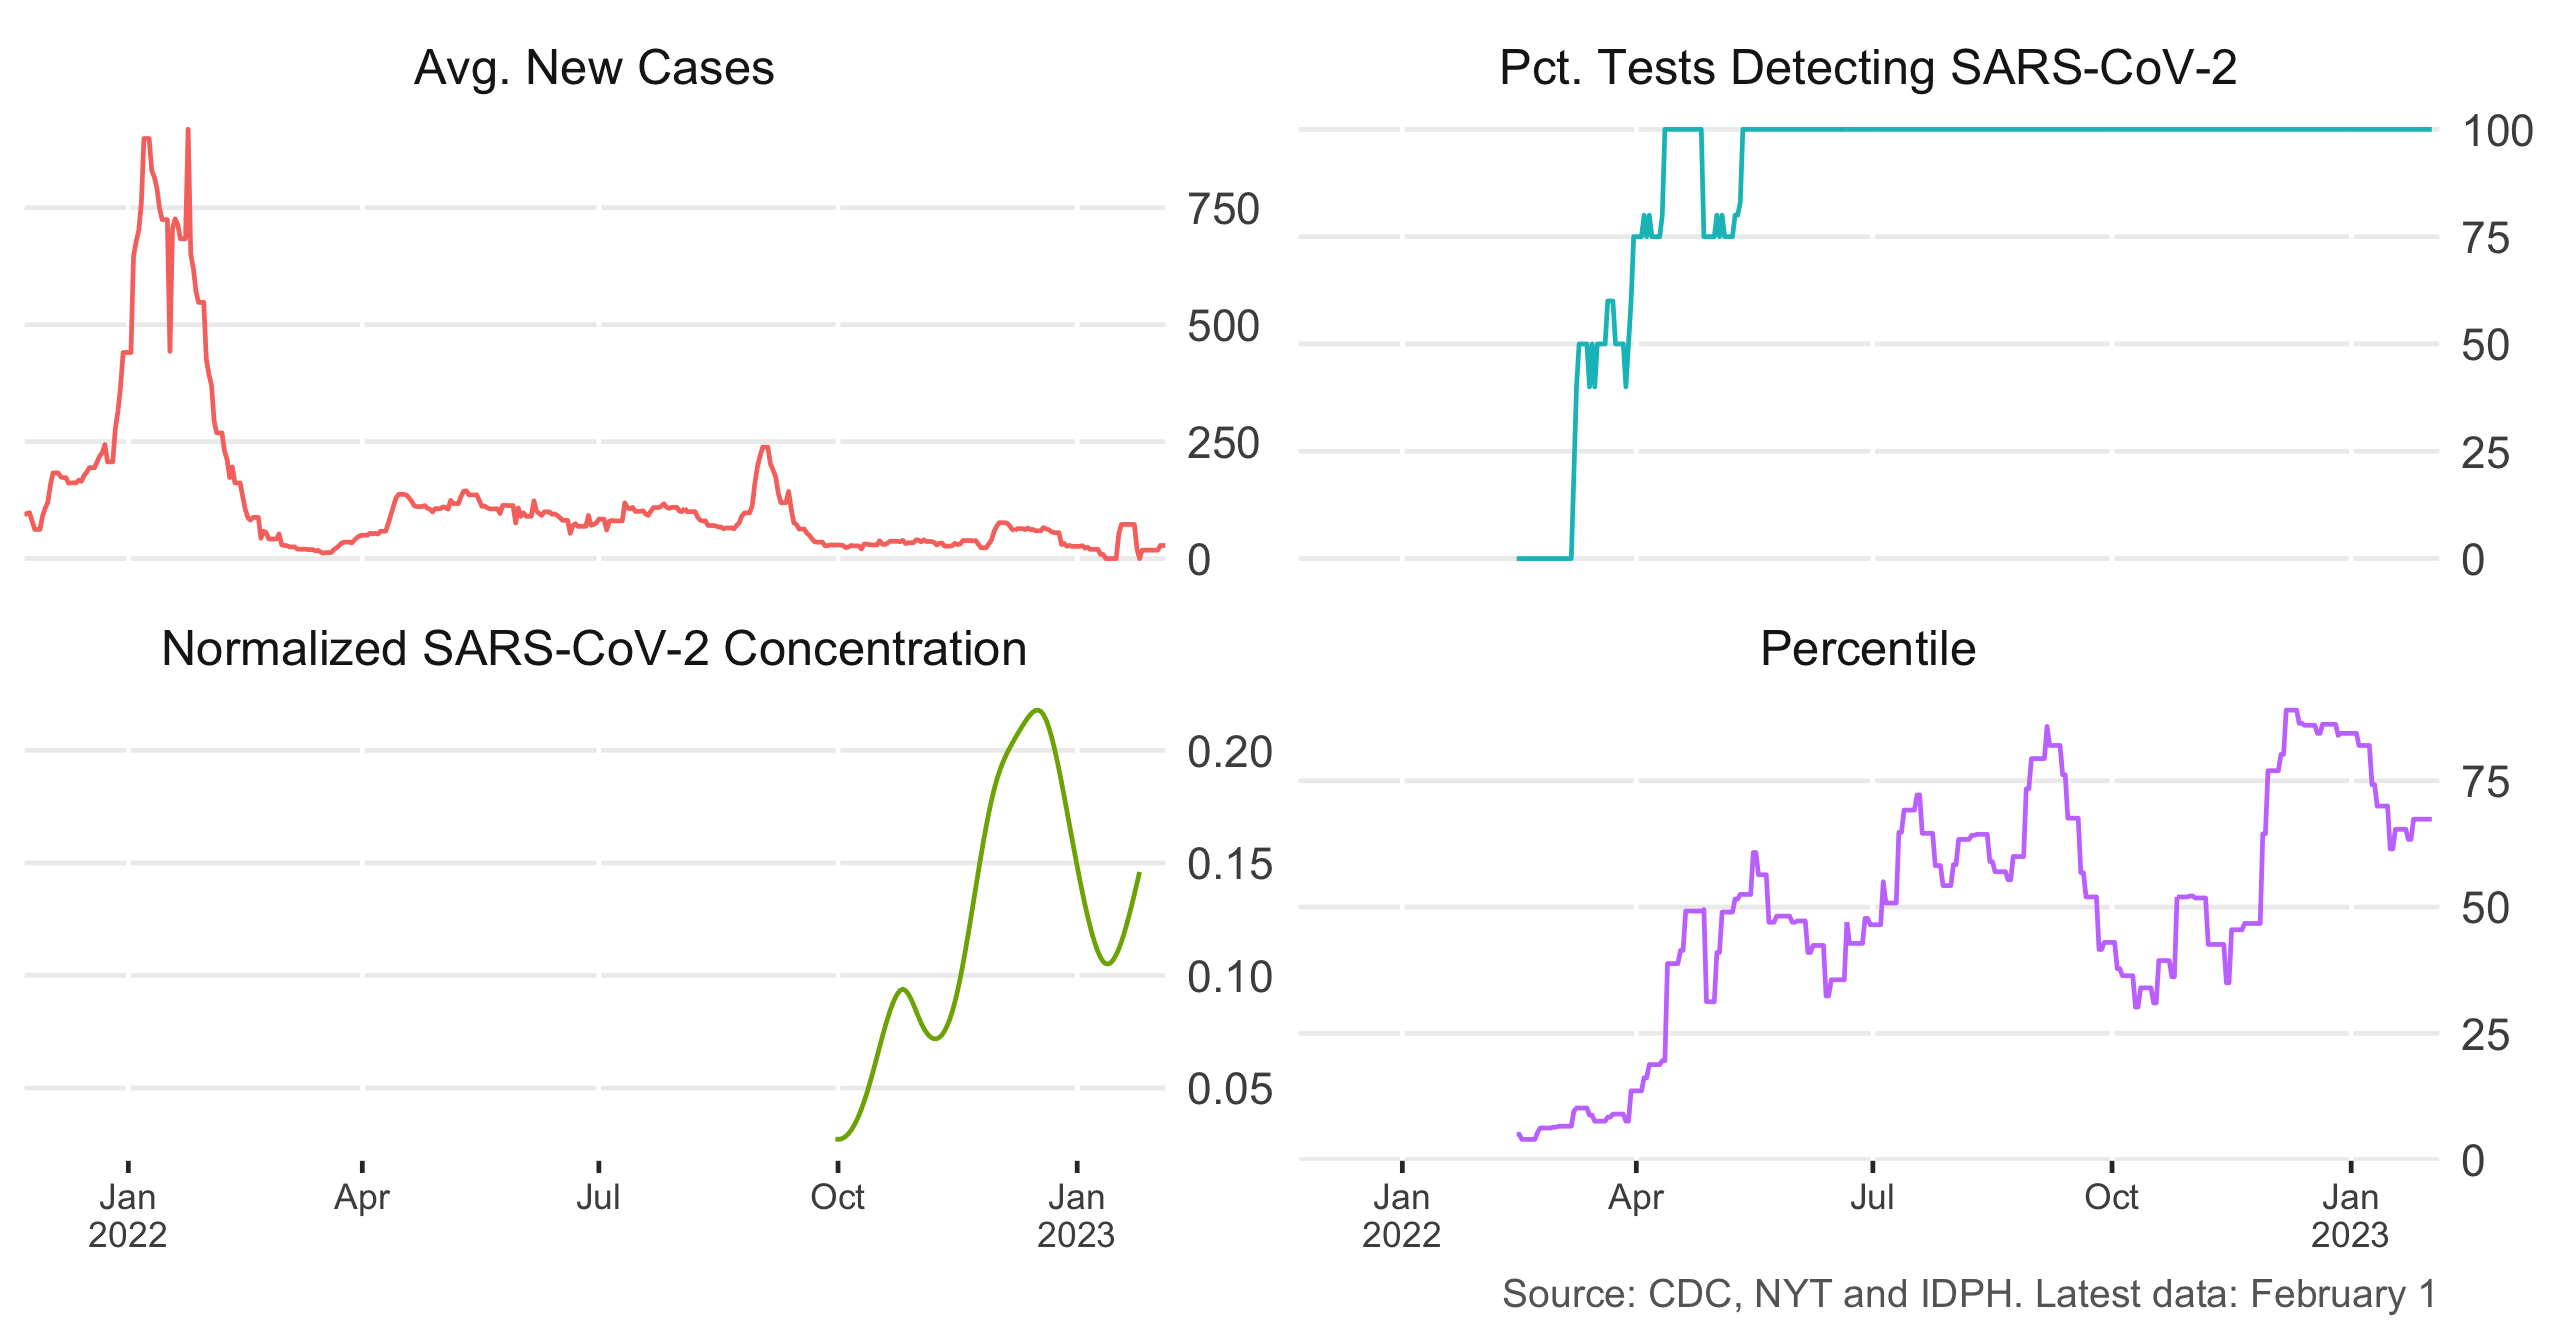 Avg. New Cases
750
500
250
0
Pct. Tests Detecting SARS-CoV-2
100
75
50
25
0
Normalized SARS-CoV-2 Concentration
0.20
0.15
0.10
0.05
Jan Apr Jul Oct Jan
2022 2023
Percentile
75
50
25
0
Jan Apr Jul Oct Jan
2022 2023
Source: CDC, NYT and IDPH. Latest data: February 1